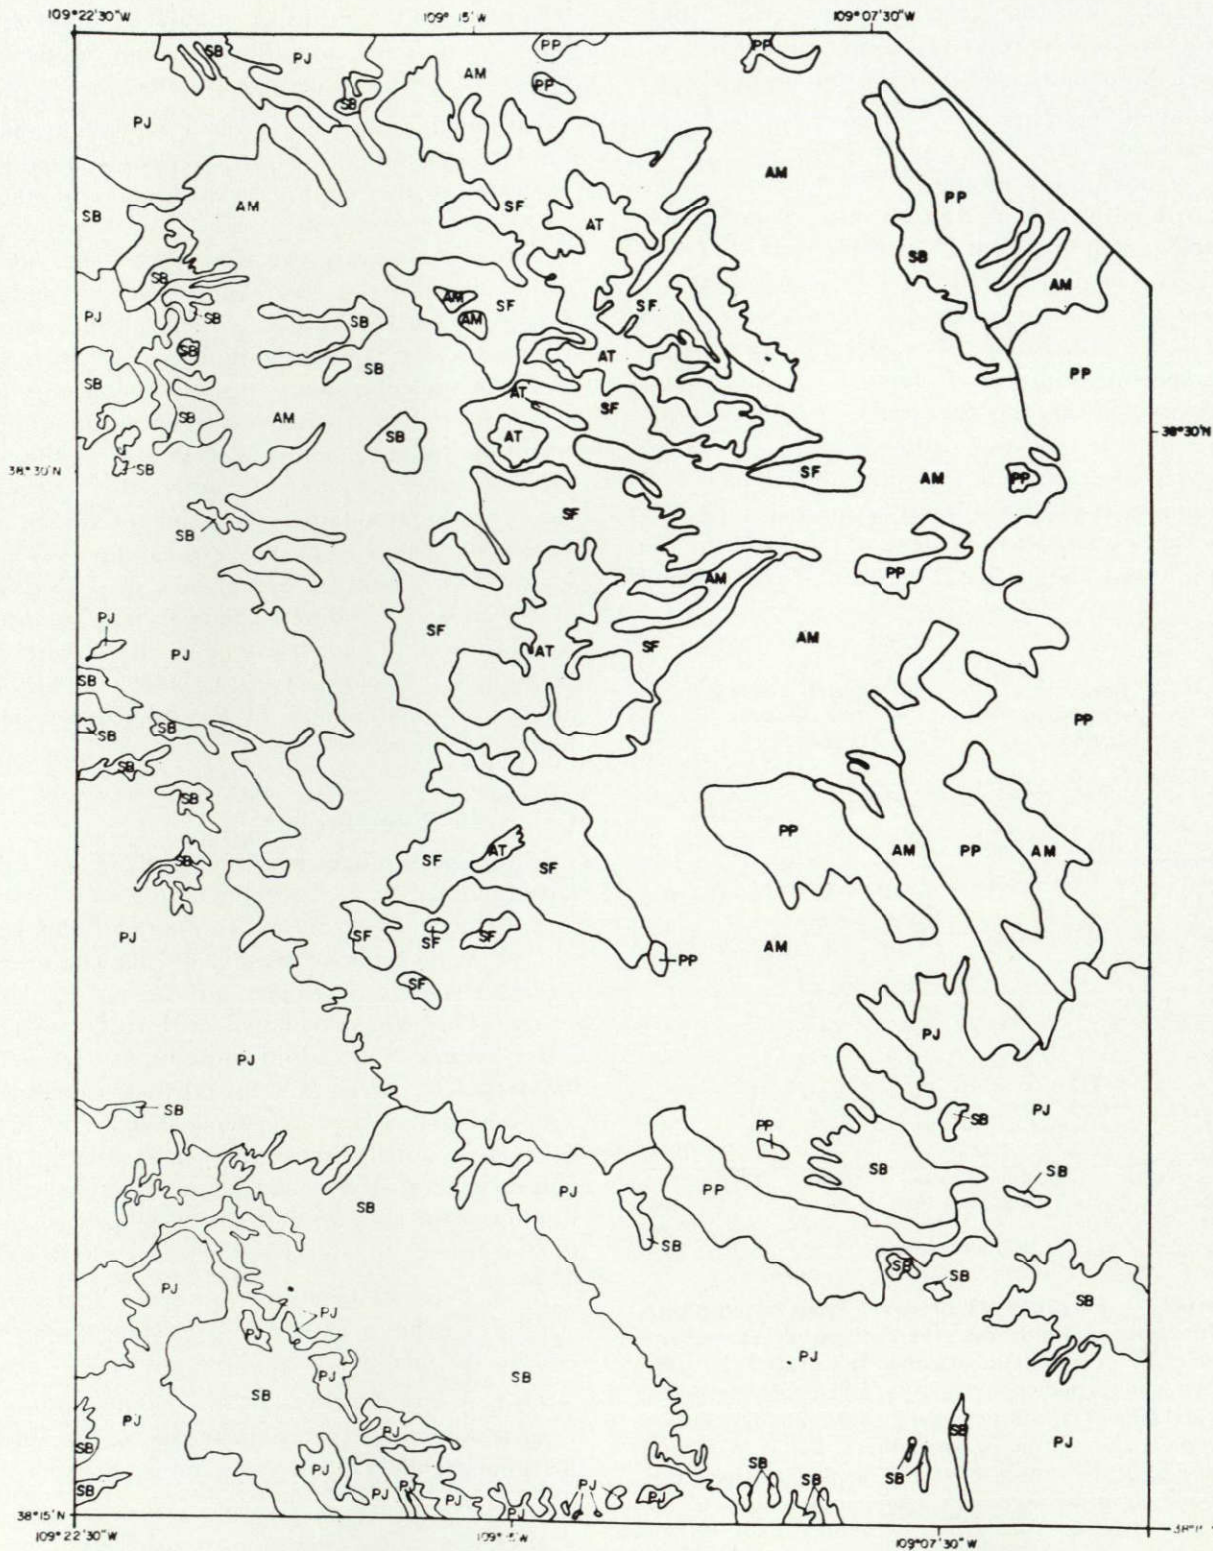 109° 22'30"W 109° 15'W 109° 07'30"W
SB PJ PP PP
AM
PP
SB
PJ
AM
PP
AM SF
SB AT
SB
SB AM
AM SF SF
SB SB
PJ
AT
SB PP
SB AT SF
SB AM
SB AT 38°30'N
38°30'N SB SF AM PP
SF
SB
AM PP
PJ
SF AM
PJ AT SF
SB
PP
SB SB
SB
SB
PP
SB SF AT SF AM PP AM
PJ SF SF SF AM
PP
SF
PJ
PJ
SB PJ
SB
PP
SB SB
PJ PP
SB
SB
SB SB
PJ SB
PJ
PJ
PJ
PJ SB
SB
PJ PJ SB PJ
SB SB
PJ SB
SB PJ PJ PJ PJ PJ SB
PJ
38°15'N
109°22'30"W 109°07'30"W